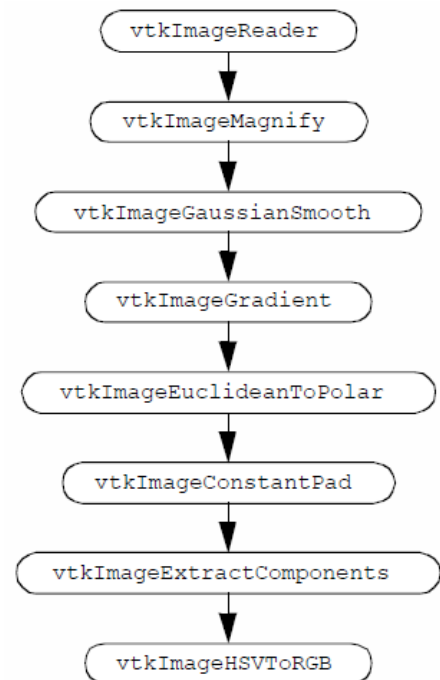 vtkImageReader
vtkImageMagnify
vtkImageGaussianSmooth
vtkImageGradient
vtkImageEuclideanToPolar
vtkImageConstantPad
vtkImageExtractComponents
vtkImageHSVToRGB